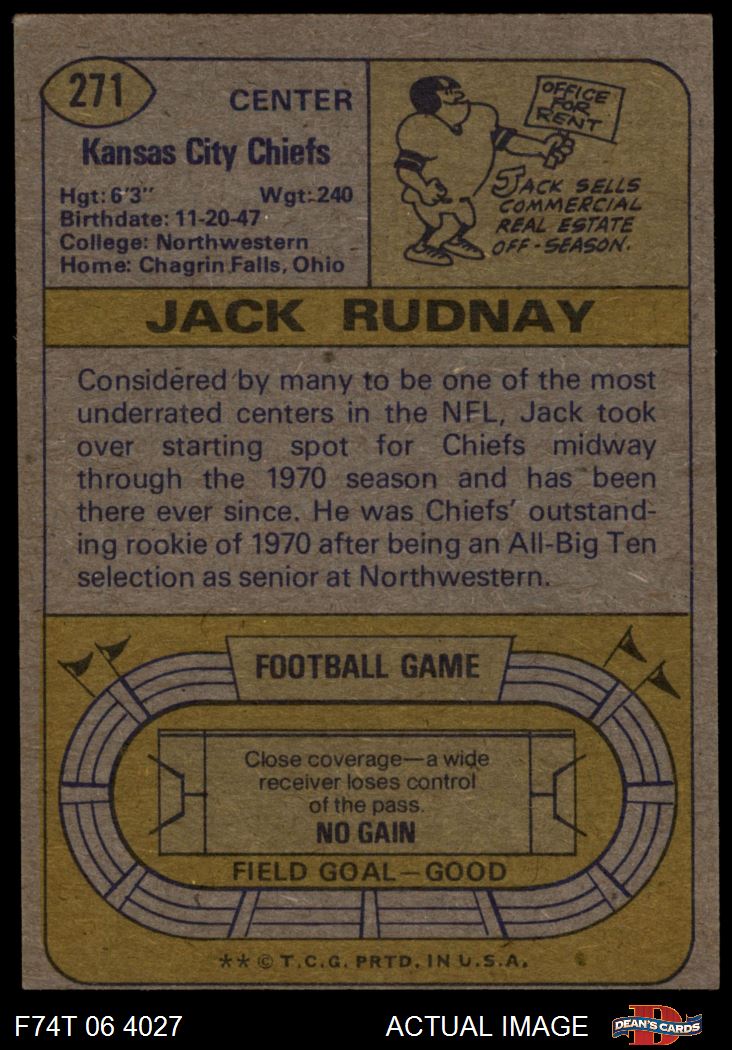 271
CENTER
Kansas City Chiefs
Hgt: 6'3" Wgt: 240
Birthdate: 11-20-47
College: Northwestern
Home: Chagrin Falls, Ohio
OFFICE
FOR
RENT
JACK SELLS
COMMERCIAL
REAL ESTATE
OFF-SEASON.
JACK RUDNAY
Considered by many to be one of the most
underrated centers in the NFL, Jack took
over starting spot for Chiefs midway
through the 1970 season and has been
there ever since. He was Chiefs' outstand-
ing rookie of 1970 after being an All-Big Ten
selection as senior at Northwestern.
FOOTBALL GAME
Close coverage—a wide
receiver loses control
of the pass.
NO GAIN
FIELD GOAL—GOOD
** © T.C.G. PRTD. IN U.S.A.
F74T 06 4027 ACTUAL IMAGE
D
DEAN'S CARDS